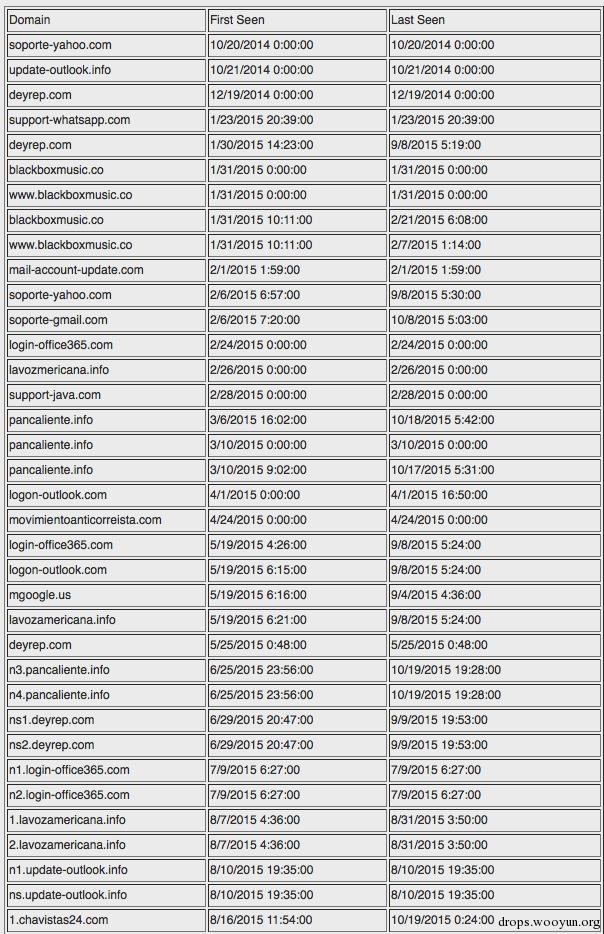 Domain First Seen Last Seen
soporte-yahoo.com 10/20/2014 0:00:00 10/20/2014 0:00:00
update-outlook.info 10/21/2014 0:00:00 10/21/2014 0:00:00
deyrep.com 12/19/2014 0:00:00 12/19/2014 0:00:00
support-whatsapp.com 1/23/2015 20:39:00 1/23/2015 20:39:00
deyrep.com 1/30/2015 14:23:00 9/8/2015 5:19:00
blackboxmusic.co 1/31/2015 0:00:00 1/31/2015 0:00:00
www.blackboxmusic.co 1/31/2015 0:00:00 1/31/2015 0:00:00
blackboxmusic.co 1/31/2015 10:11:00 2/21/2015 6:08:00
www.blackboxmusic.co 1/31/2015 10:11:00 2/7/2015 1:14:00
mail-account-update.com 2/1/2015 1:59:00 2/1/2015 1:59:00
soporte-yahoo.com 2/6/2015 6:57:00 9/8/2015 5:30:00
soporte-gmail.com 2/6/2015 7:20:00 10/8/2015 5:03:00
login-office365.com 2/24/2015 0:00:00 2/24/2015 0:00:00
lavozmericana.info 2/26/2015 0:00:00 2/26/2015 0:00:00
support-java.com 2/28/2015 0:00:00 2/28/2015 0:00:00
pancaliente.info 3/6/2015 16:02:00 10/18/2015 5:42:00
pancaliente.info 3/10/2015 0:00:00 3/10/2015 0:00:00
pancaliente.info 3/10/2015 9:02:00 10/17/2015 5:31:00
logon-outlook.com 4/1/2015 0:00:00 4/1/2015 16:50:00
movimientoanticorreista.com 4/24/2015 0:00:00 4/24/2015 0:00:00
login-office365.com 5/19/2015 4:26:00 9/8/2015 5:24:00
logon-outlook.com 5/19/2015 6:15:00 9/8/2015 5:24:00
mgoogle.us 5/19/2015 6:16:00 9/4/2015 4:36:00
lavozamericana.info 5/19/2015 6:21:00 9/8/2015 5:24:00
deyrep.com 5/25/2015 0:48:00 5/25/2015 0:48:00
n3.pancaliente.info 6/25/2015 23:56:00 10/19/2015 19:28:00
n4.pancaliente.info 6/25/2015 23:56:00 10/19/2015 19:28:00
ns1.deyrep.com 6/29/2015 20:47:00 9/9/2015 19:53:00
ns2.deyrep.com 6/29/2015 20:47:00 9/9/2015 19:53:00
n1.login-office365.com 7/9/2015 6:27:00 7/9/2015 6:27:00
n2.login-office365.com 7/9/2015 6:27:00 7/9/2015 6:27:00
1.lavozamericana.info 8/7/2015 4:36:00 8/31/2015 3:50:00
2.lavozamericana.info 8/7/2015 4:36:00 8/31/2015 3:50:00
n1.update-outlook.info 8/10/2015 19:35:00 8/10/2015 19:35:00
ns.update-outlook.info 8/10/2015 19:35:00 8/10/2015 19:35:00
1.chavistas24.com 8/16/2015 11:54:00 10/19/2015 0:24:00 drops.wooyun.org